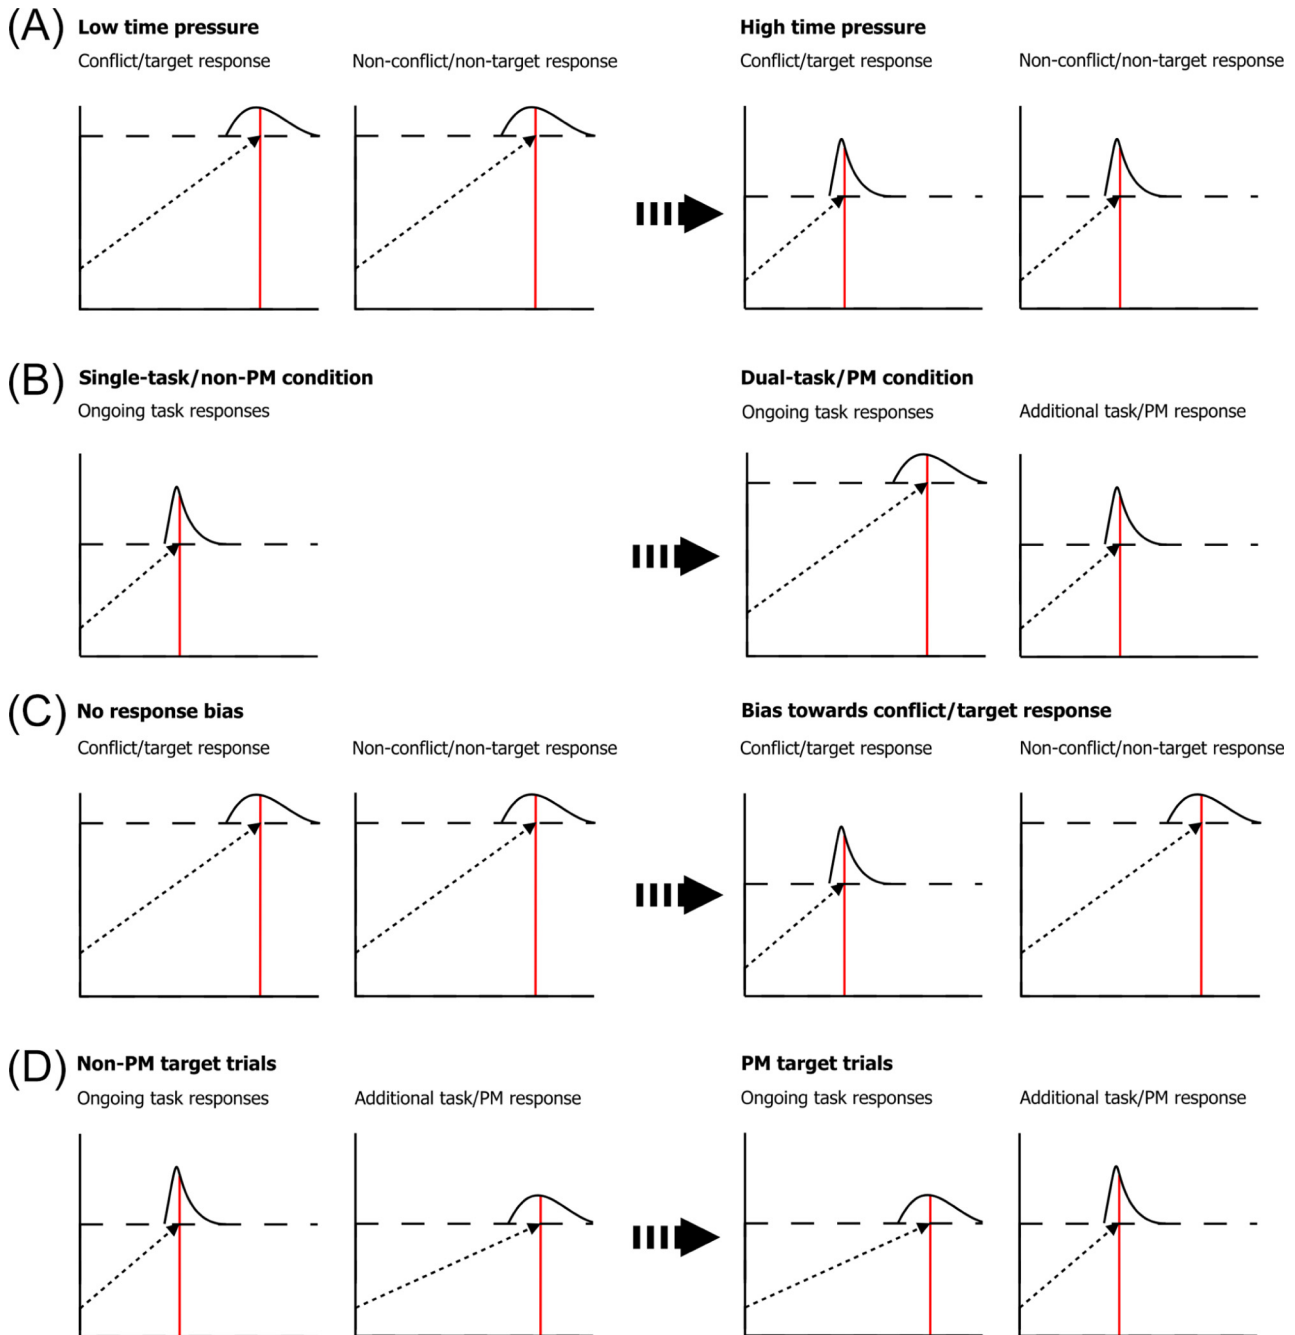 (A) Low time pressure High time pressure
Conflict/target response Non-conflict/non-target response Conflict/target response Non-conflict/non-target response
(B) Single-task/non-PM condition Dual-task/PM condition
Ongoing task responses Ongoing task responses Additional task/PM response
(C) No response bias Bias towards conflict/target response
Conflict/target response Non-conflict/non-target response Conflict/target response Non-conflict/non-target response
(D) Non-PM target trials PM target trials
Ongoing task responses Additional task/PM response Ongoing task responses Additional task/PM response